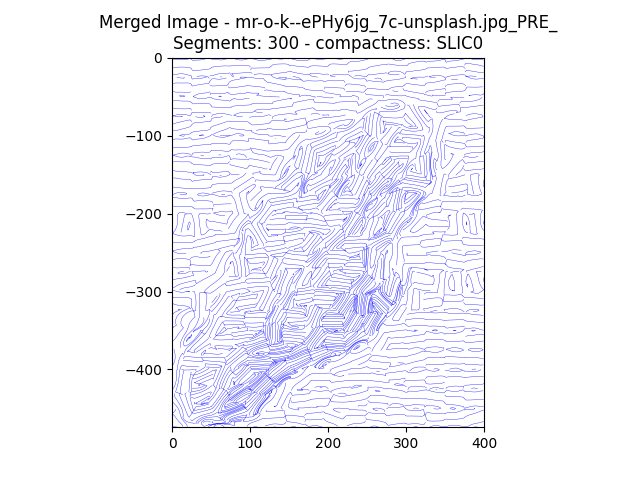 Merged Image - mr-o-k--ePHy6jg_7c-unsplash.jpg_PRE_
Segments: 300 - compactness: SLIC0
0
−100
−200
−300
−400
0 100 200 300 400